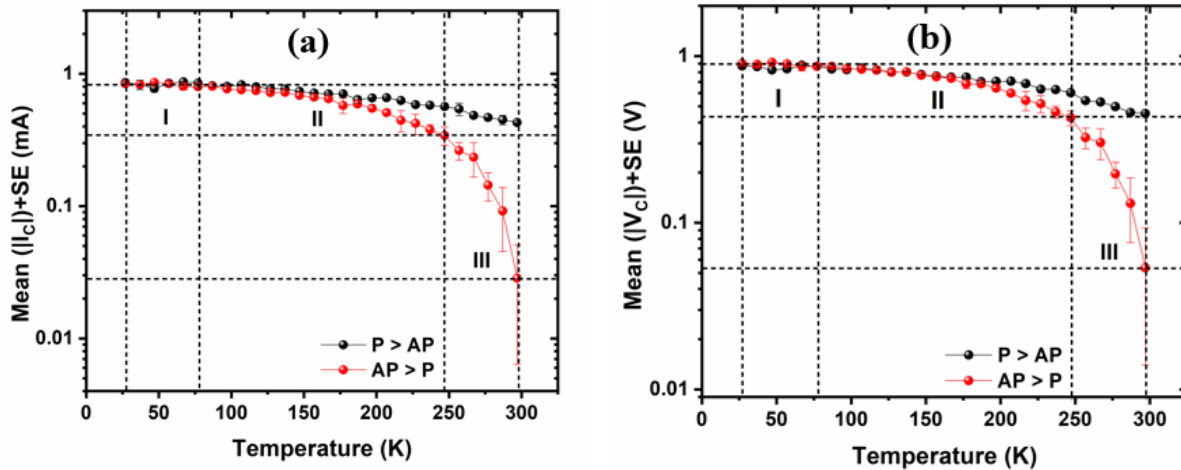 (a)
Mean (|I_C|)+SE (mA)
1
0.1
0.01
I
II
III
P > AP
AP > P
0 50 100 150 200 250 300
Temperature (K)
(b)
Mean (|V_C|)+SE (V)
1
0.1
0.01
I
II
III
P > AP
AP > P
0 50 100 150 200 250 300
Temperature (K)